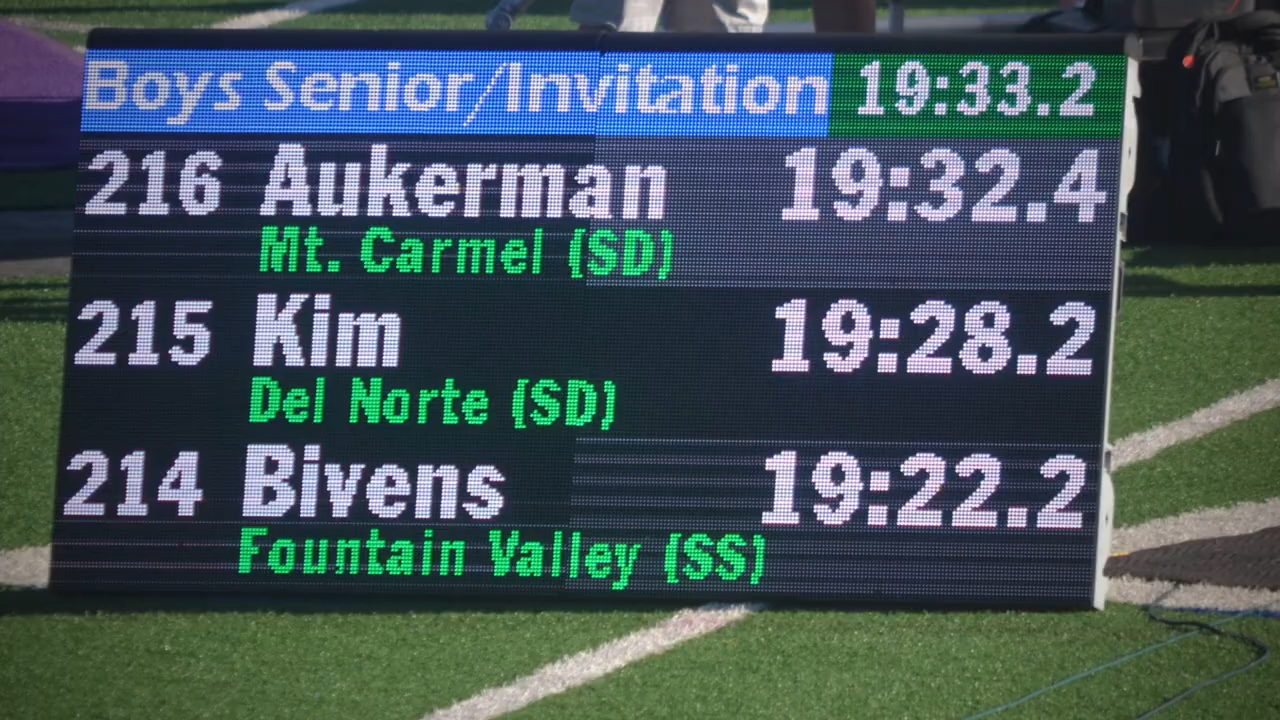 Boys Senior/Invitation 19:33.2
216 Aukerman 19:32.4
Mt. Carmel (SD)
215 Kim 19:28.2
Del Norte (SD)
214 Bivens 19:22.2
Fountain Valley (SS)